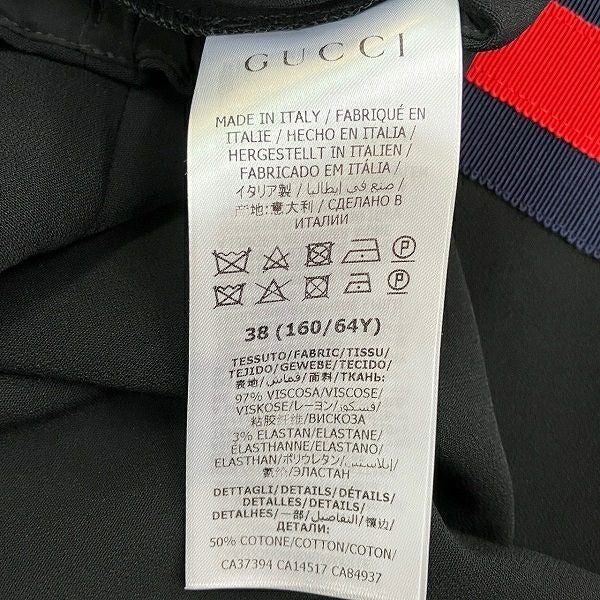 GUCCI
MADE IN ITALY / FABRIQUÉ EN
ITALIE / HECHO EN ITALIA /
HERGESTELLT IN ITALIEN /
FABRICADO EM ITÁLIA /
イタリア製 / صنع في ايطاليا /
产地:意大利 / СДЕЛАНО В
ИТАЛИИ
P
P
38 (160/64Y)
TESSUTO/FABRIC/TISSU/
TEJIDO/GEWEBE/TECIDO/
表地/قماش/面料/ТКАНЬ:
97% VISCOSA/VISCOSE/
VISKOSE/レーヨン/فسكوز/
粘胶纤维/ВИСКОЗА
3% ELASTAN/ELASTANE/
ÉLASTHANNE/ELASTANO/
ELASTHAN/ポリウレタン/إيلاستين/
氨纶/ЭЛАСТАН
DETTAGLI/DETAILS/DÉTAILS/
DETALLES/DETAILS/
DETALHES/一部/التفاصيل/镶边/
ДЕТАЛИ:
50% COTONE/COTTON/COTON/
CA37394 CA14517 CA84937